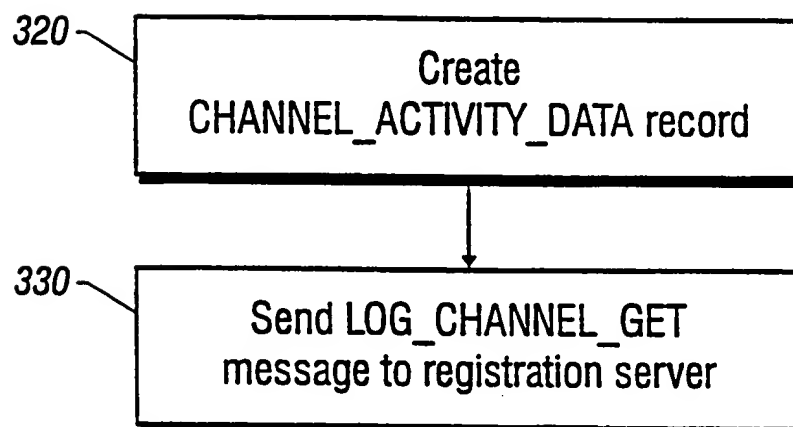 320
Create
CHANNEL_ACTIVITY_DATA record
330
Send LOG_CHANNEL_GET
message to registration server